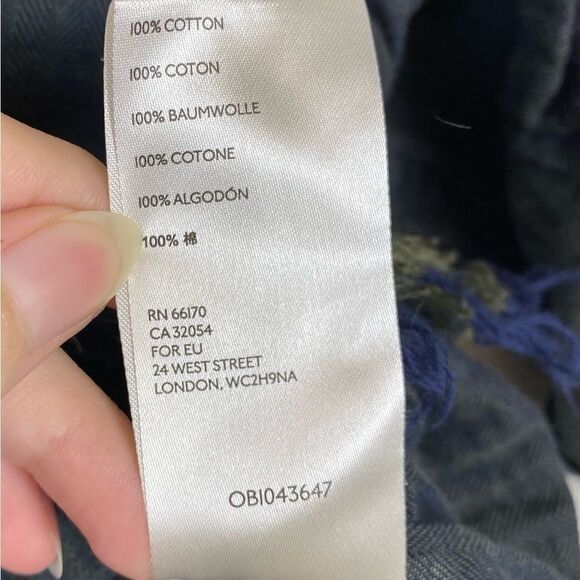 100% COTTON
100% COTON
100% BAUMWOLLE
100% COTONE
100% ALGODÓN
100% 棉
RN 66170
CA 32054
FOR EU
24 WEST STREET
LONDON, WC2H9NA
OB1043647